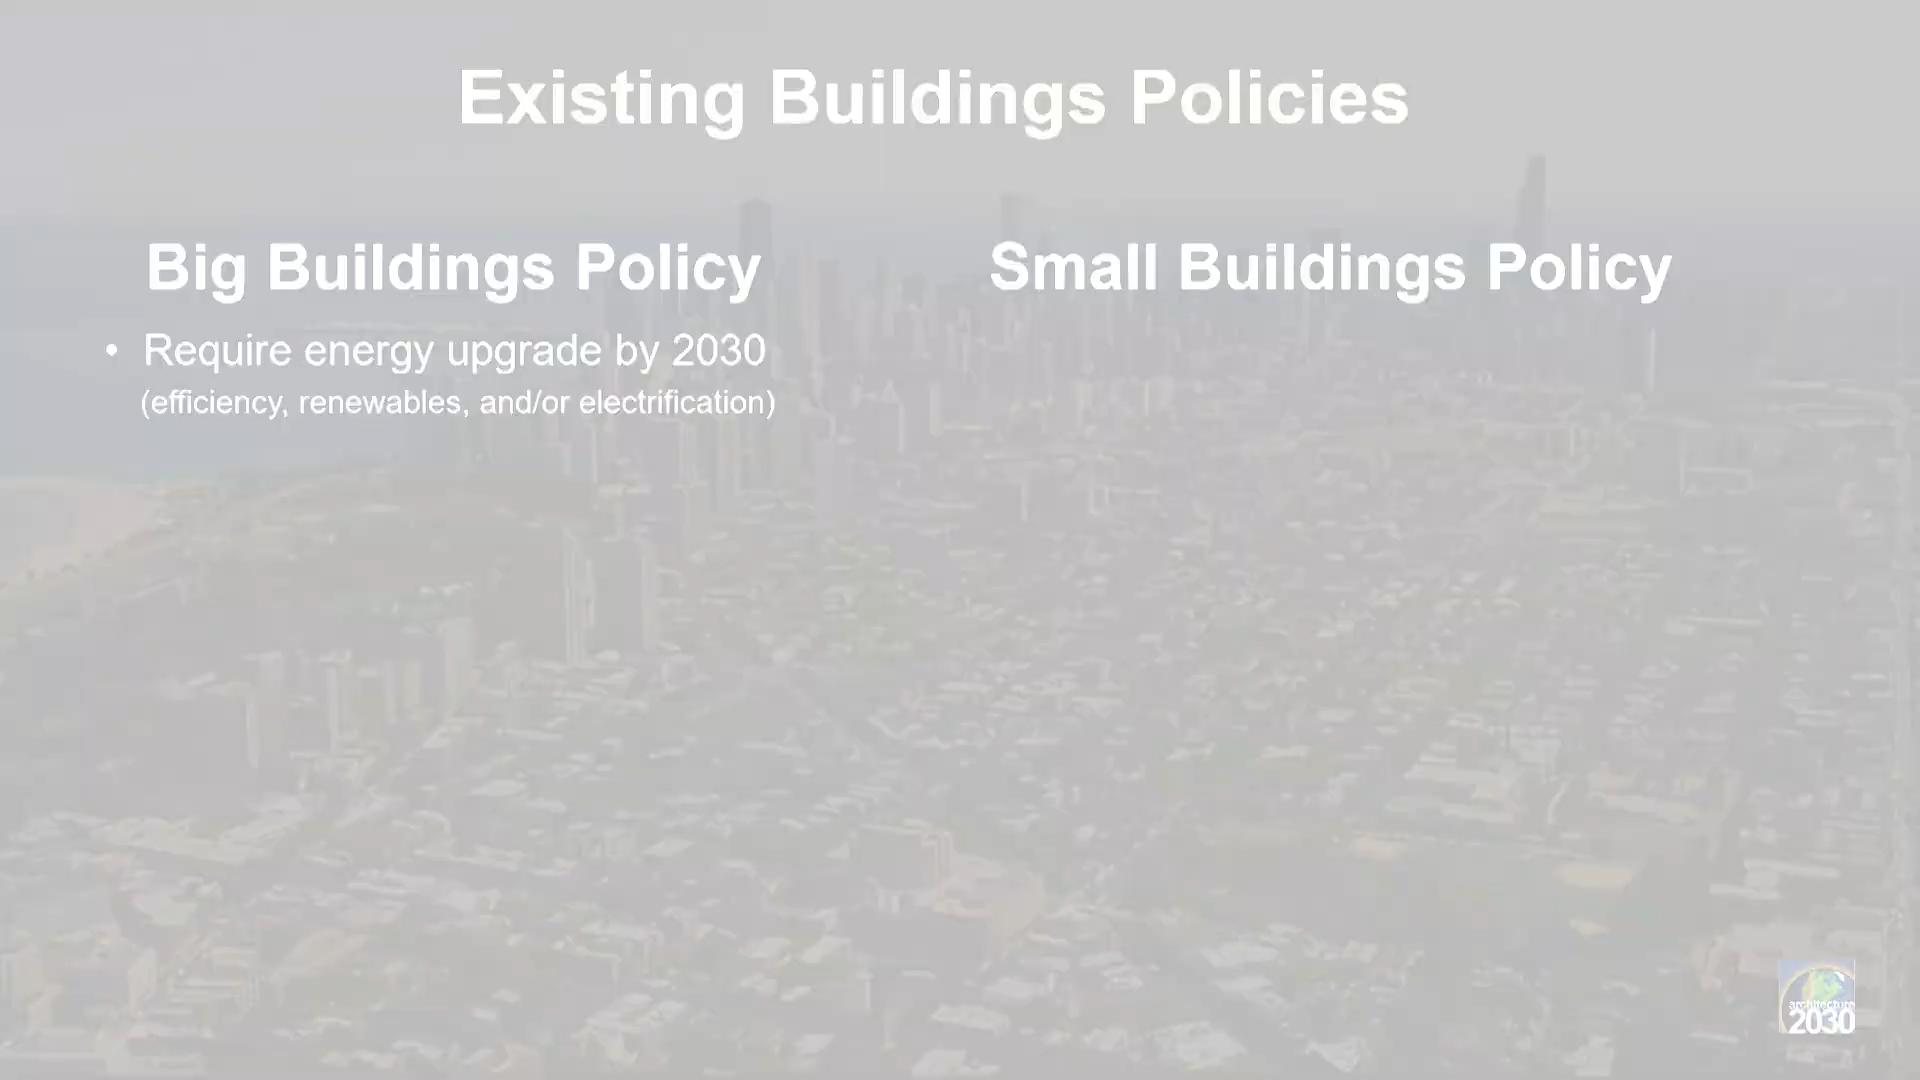 Existing Buildings Policies
Big Buildings Policy
• Require energy upgrade by 2030
(efficiency, renewables, and/or electrification)
Small Buildings Policy
architecture
2030